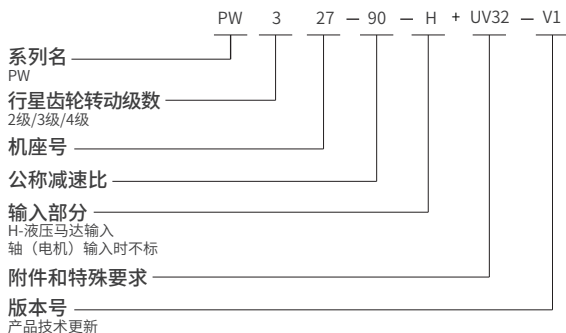 PW 3 27 – 90 – H + UV32 – V1
系列名
PW
行星齿轮转动级数
2级/3级/4级
机座号
公称减速比
输入部分
H-液压马达输入
轴（电机）输入时不标
附件和特殊要求
版本号
产品技术更新